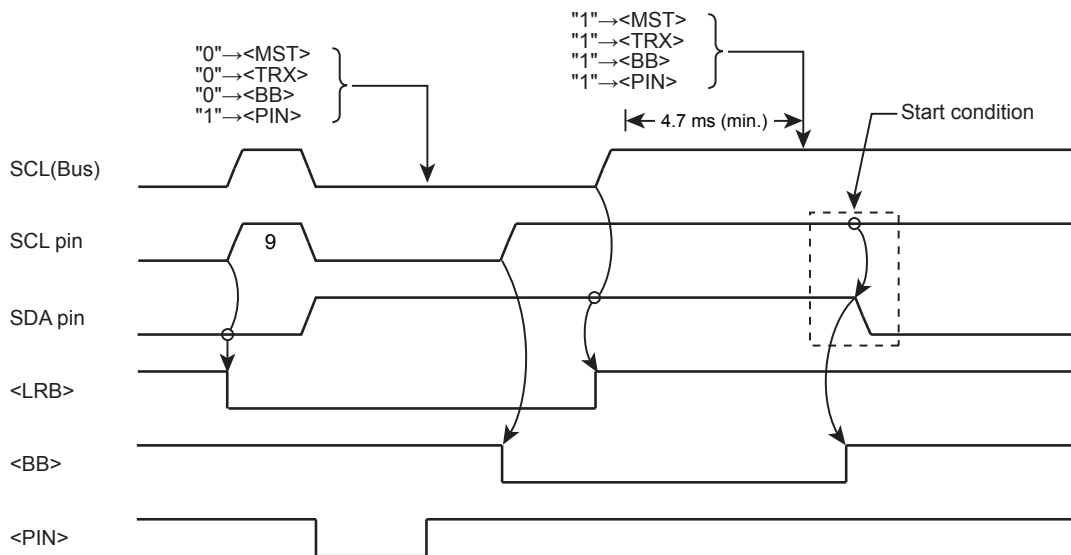 "0"→<MST>
"0"→<TRX>
"0"→<BB>
"1"→<PIN>
"1"→<MST>
"1"→<TRX>
"1"→<BB>
"1"→<PIN>
4.7 ms (min.)
Start condition
SCL(Bus)
SCL pin
9
SDA pin
<LRB>
<BB>
<PIN>